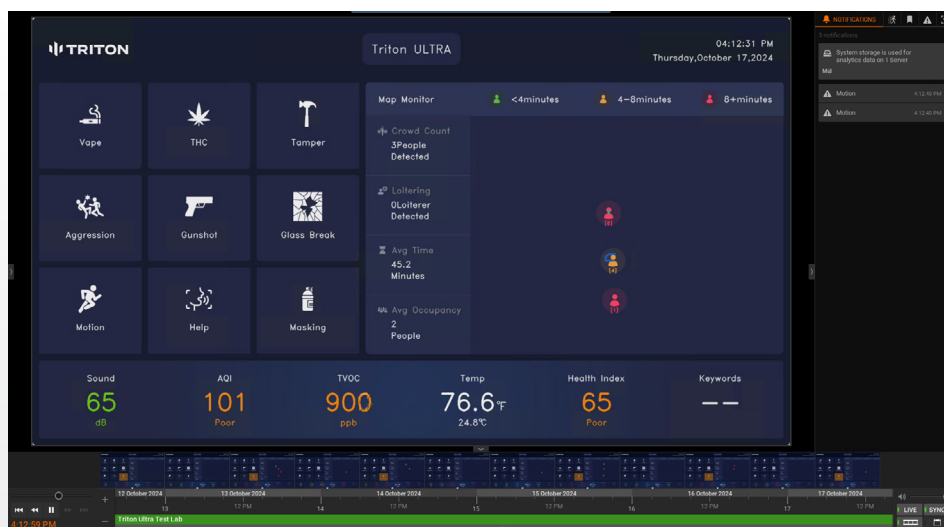 TRITON
Triton ULTRA
04:12:31 PM
Thursday,October 17,2024
Vape
THC
Tamper
Aggression
Gunshot
Glass Break
Motion
Help
Masking
Map Monitor
<4minutes
4-8minutes
8+minutes
Crowd Count
3People
Detected
Loitering
0Loiterer
Detected
Avg Time
45.2
Minutes
Avg Occupancy
2
People
[4]
[1]
Sound
65
dB
AQI
101
Poor
TVOC
900
ppb
Temp
76.6°F
24.8°C
Health Index
65
Poor
Keywords
--
NOTIFICATIONS
3 notifications
System storage is used for
analytics data on 1 Server
Motion 4:12:40 PM
Motion 4:12:40 PM
12 October 2024
13 October 2024
14 October 2024
15 October 2024
16 October 2024
17 October 2024
13
12 PM
14
12 PM
15
12 PM
16
12 PM
17
12 PM
Triton Ultra Test Lab
4:12:59 PM
LIVE
SYNC